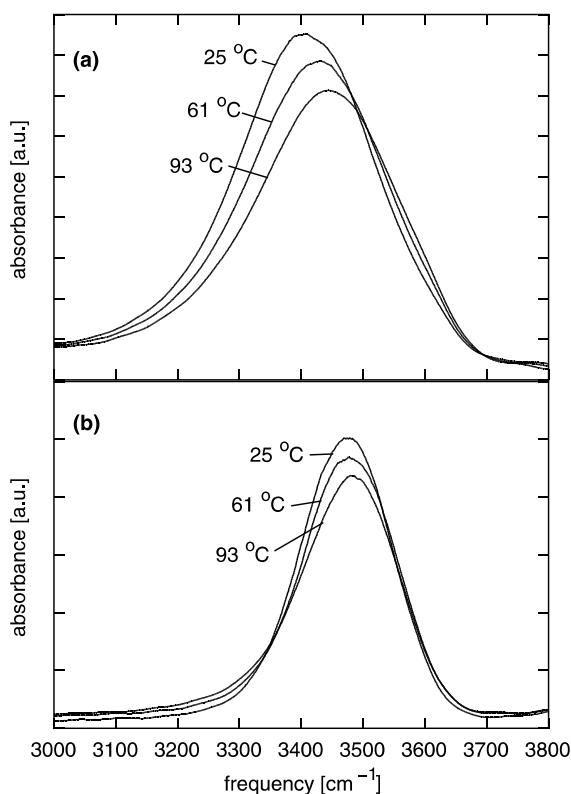 (a)
25 °C
61 °C
93 °C
absorbance [a.u.]
(b)
25 °C
61 °C
93 °C
absorbance [a.u.]
3000 3100 3200 3300 3400 3500 3600 3700 3800
frequency [cm⁻¹]